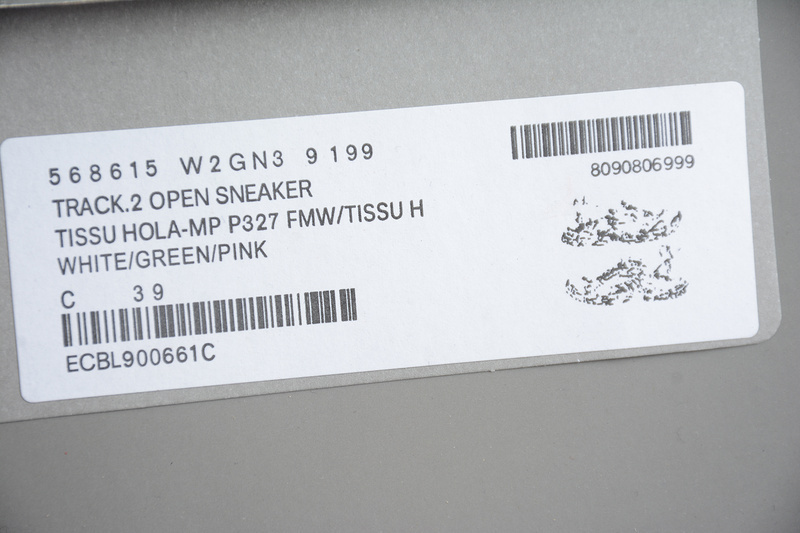 568615 W2GN3 9199
TRACK.2 OPEN SNEAKER
TISSU HOLA-MP P327 FMW/TISSU H
WHITE/GREEN/PINK
C 39
ECBL900661C
8090806999